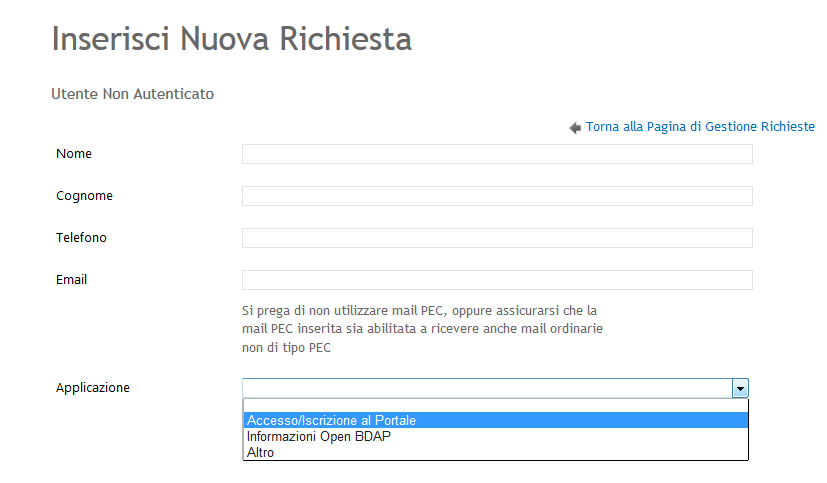 Inserisci Nuova Richiesta
Utente Non Autenticato
Torna alla Pagina di Gestione Richieste
Nome
Cognome
Telefono
Email
Si prega di non utilizzare mail PEC, oppure assicurarsi che la
mail PEC inserita sia abilitata a ricevere anche mail ordinarie
non di tipo PEC
Applicazione
Accesso/Iscrizione al Portale
Informazioni Open BDAP
Altro